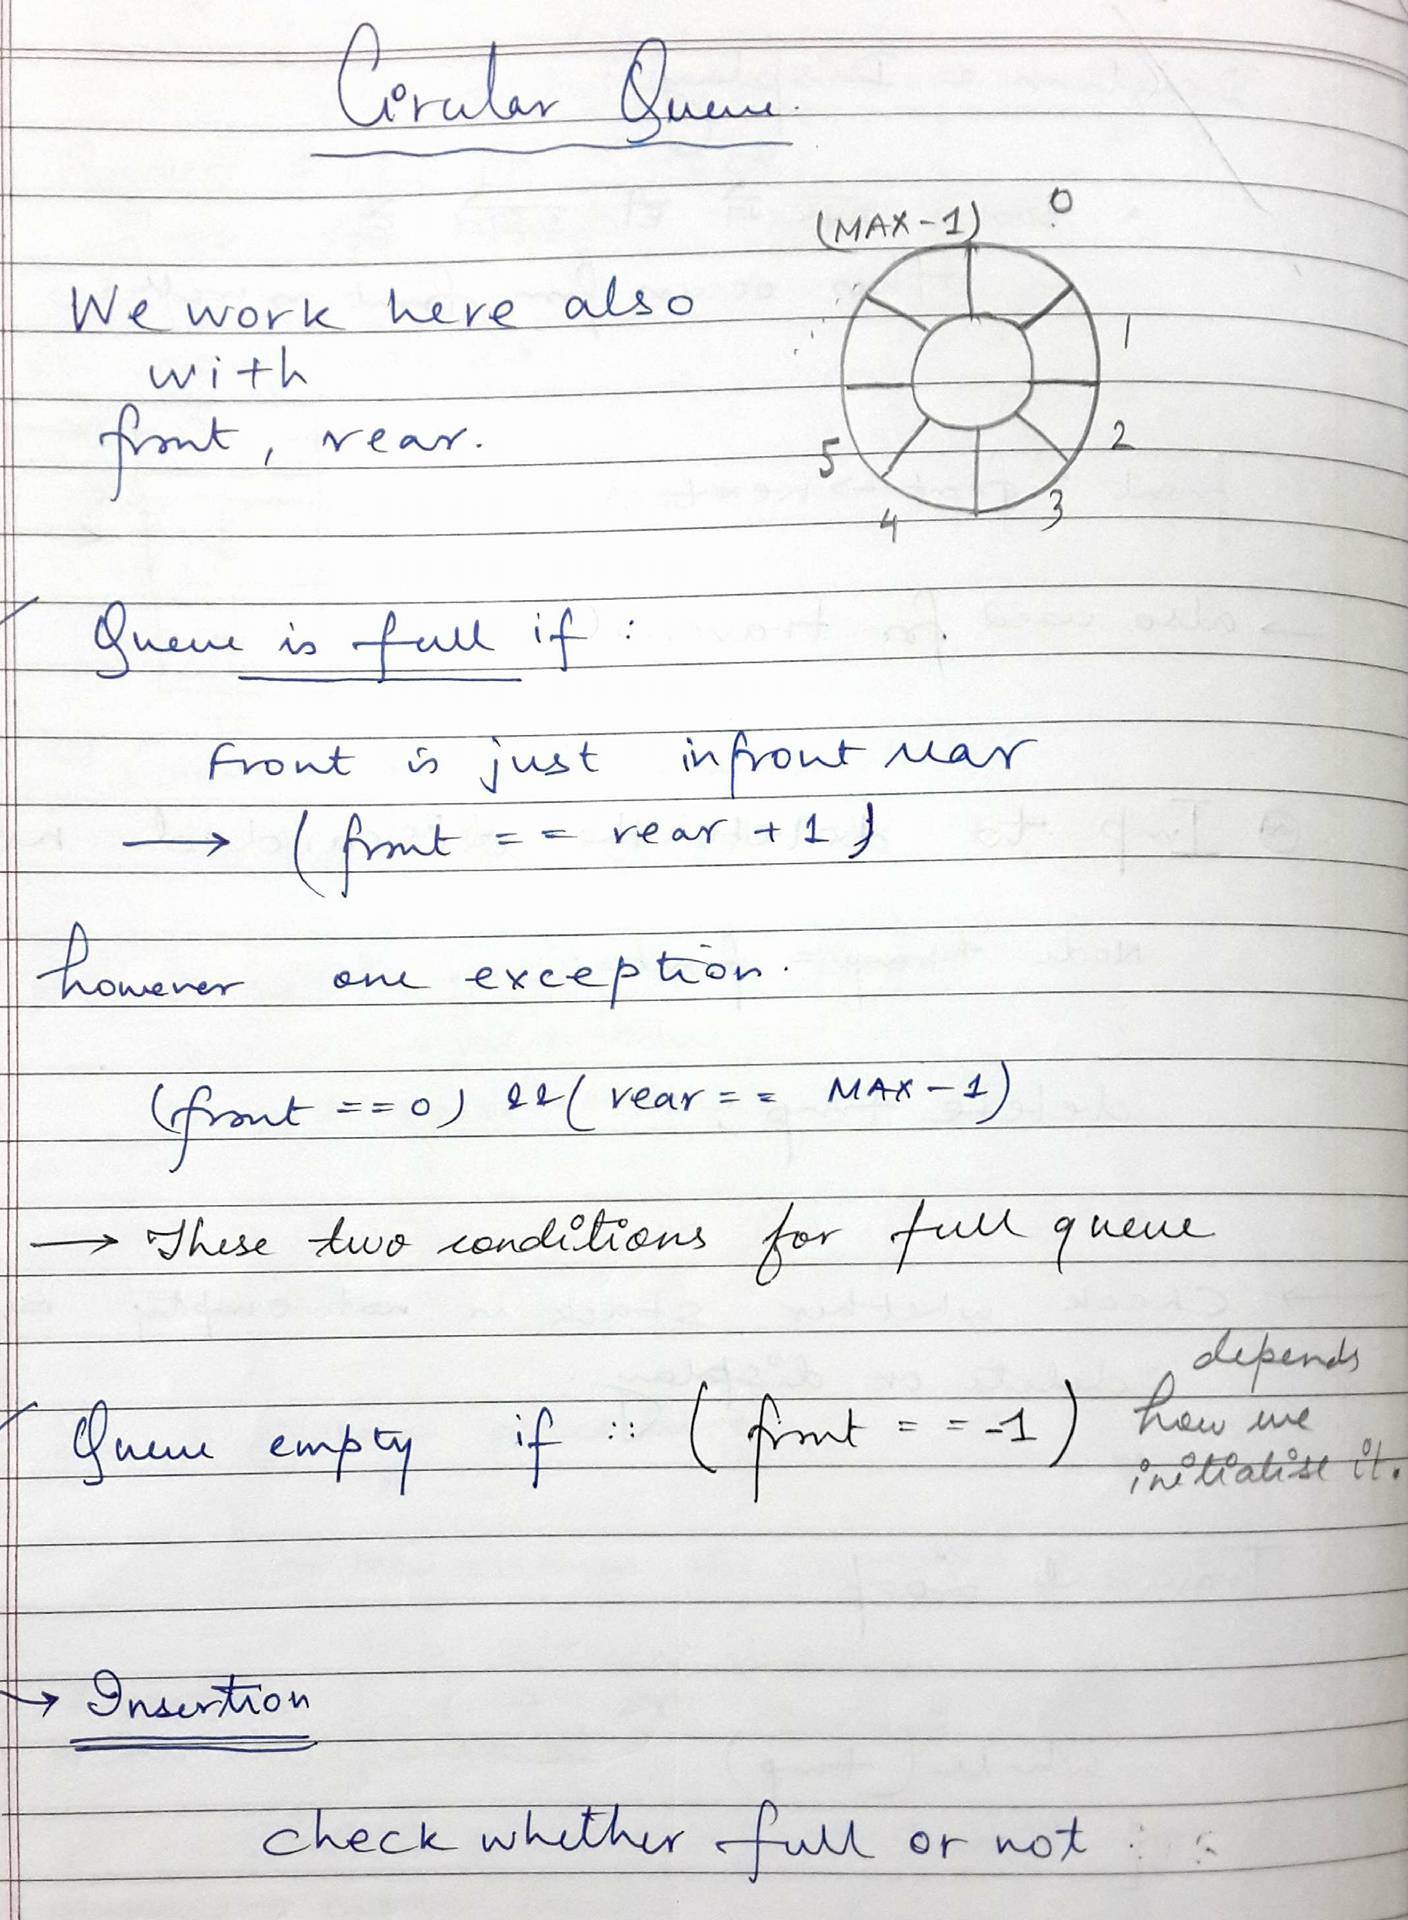 Circular Queue.
(MAX-1) 0
We work here also
1
with
front, rear.
2
5
3
4
Queue is full if :
Front is just infront rear
→ (front == rear + 1)
however one exception.
(front ==0) && (rear == MAX-1)
→ These two conditions for full queue
depends
Queue empty if :: (front == -1) how we
initialise it.
→ Insertion
check whether full or not :